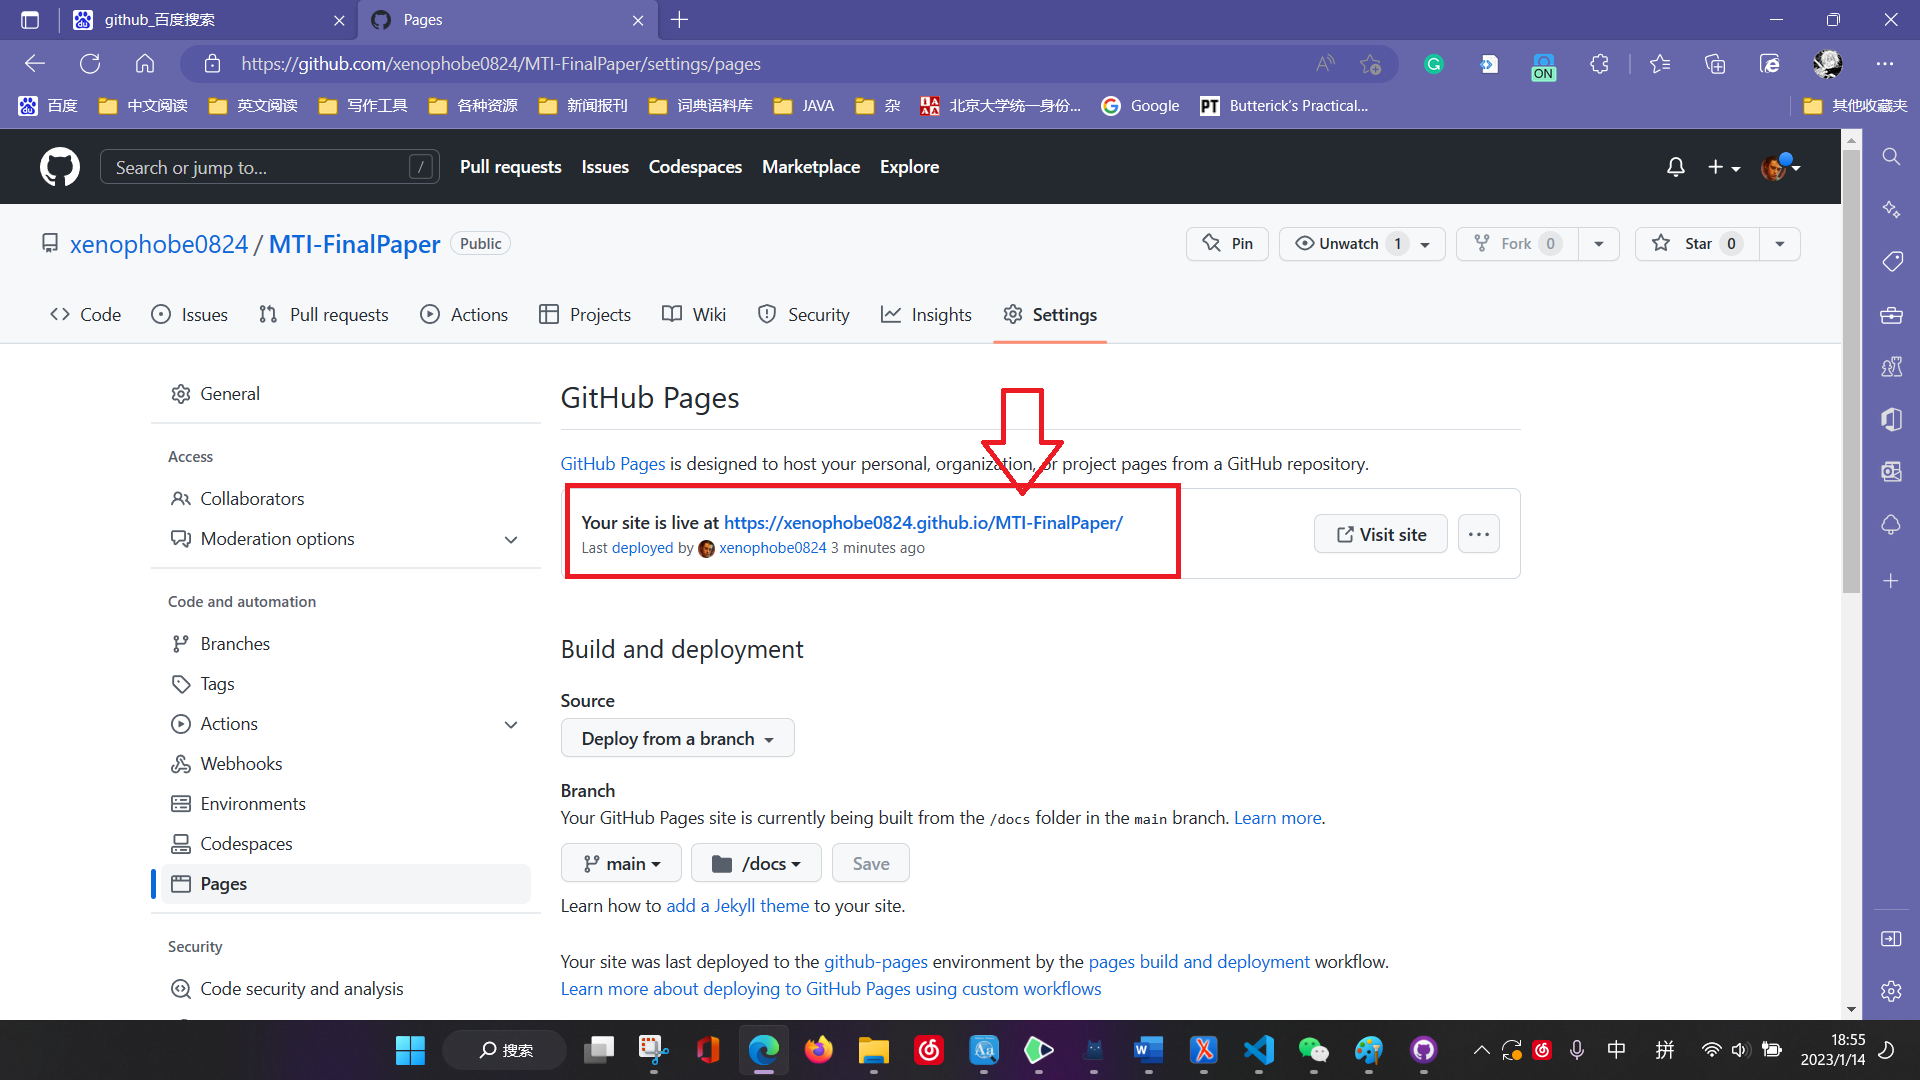 github_百度搜索
Pages
https://github.com/xenophobe0824/MTI-FinalPaper/settings/pages
ON
百度 中文阅读 英文阅读 写作工具 各种资源 新闻报刊 词典语料库 JAVA 杂 北京大学统一身份... Google PT Butterick's Practical... 其他收藏夹
Search or jump to... /
Pull requests Issues Codespaces Marketplace Explore
xenophobe0824 / MTI-FinalPaper Public
Pin Unwatch 1 Fork 0 Star 0
Code Issues Pull requests Actions Projects Wiki Security Insights Settings
General
Access
Collaborators
Moderation options
Code and automation
Branches
Tags
Actions
Webhooks
Environments
Codespaces
Pages
Security
Code security and analysis
GitHub Pages
GitHub Pages is designed to host your personal, organization, or project pages from a GitHub repository.
Your site is live at https://xenophobe0824.github.io/MTI-FinalPaper/
Last deployed by xenophobe0824 3 minutes ago
Visit site
Build and deployment
Source
Deploy from a branch
Branch
Your GitHub Pages site is currently being built from the /docs folder in the main branch. Learn more.
main /docs Save
Learn how to add a Jekyll theme to your site.
Your site was last deployed to the github-pages environment by the pages build and deployment workflow.
Learn more about deploying to GitHub Pages using custom workflows
搜索
中 拼
18:55
2023/1/14